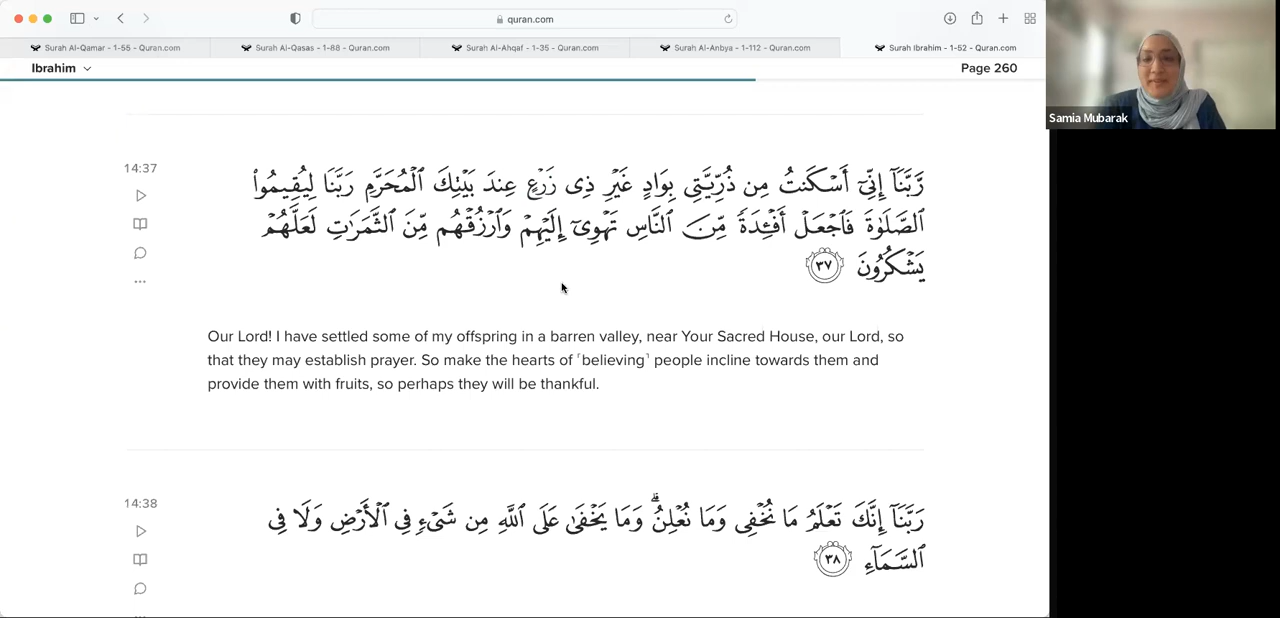 quran.com
Surah Al-Qamar - 1-55 - Quran.com
Surah Al-Qasas - 1-88 - Quran.com
Surah Al-Ahqaf - 1-35 - Quran.com
Surah Al-Anbya - 1-112 - Quran.com
Surah Ibrahim - 1-52 - Quran.com
Ibrahim
Page 260
Samia Mubarak
14:37
رَّبَّنَآ إِنِّىٓ أَسْكَنتُ مِن ذُرِّيَّتِى بِوَادٍ غَيْرِ ذِى زَرْعٍ عِندَ بَيْتِكَ ٱلْمُحَرَّمِ رَبَّنَا لِيُقِيمُوا۟
ٱلصَّلَوٰةَ فَٱجْعَلْ أَفْـِٔدَةً مِّنَ ٱلنَّاسِ تَهْوِىٓ إِلَيْهِمْ وَٱرْزُقْهُم مِّنَ ٱلثَّمَرَٰتِ لَعَلَّهُمْ
يَشْكُرُونَ ٣٧
Our Lord! I have settled some of my offspring in a barren valley, near Your Sacred House, our Lord, so
that they may establish prayer. So make the hearts of ˹believing˺ people incline towards them and
provide them with fruits, so perhaps they will be thankful.
14:38
رَبَّنَآ إِنَّكَ تَعْلَمُ مَا نُخْفِى وَمَا نُعْلِنُ ۗ وَمَا يَخْفَىٰ عَلَى ٱللَّهِ مِن شَىْءٍ فِى ٱلْأَرْضِ وَلَا فِى
ٱلسَّمَآءِ ٣٨